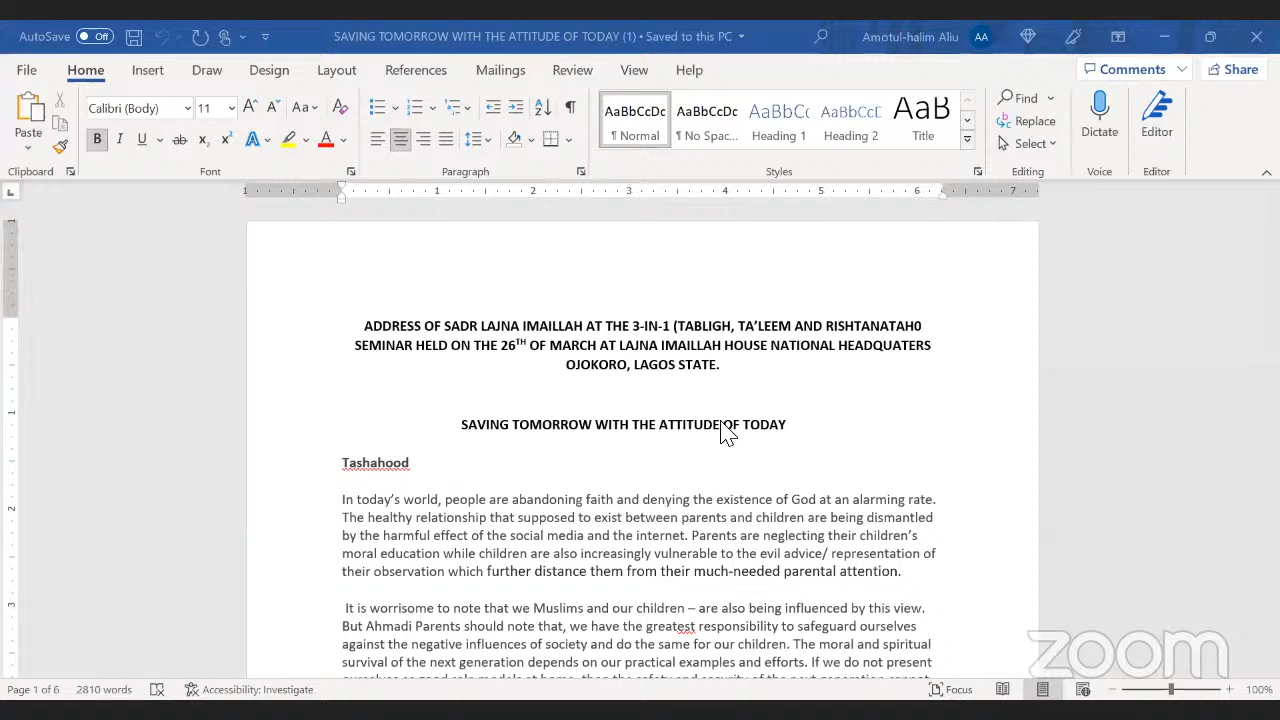 AutoSave Off SAVING TOMORROW WITH THE ATTITUDE OF TODAY (1) • Saved to this PC Amotul-halim Aliu AA
File Home Insert Draw Design Layout References Mailings Review View Help Comments Share
Paste Calibri (Body) 11 Aa AaBbCcDc AaBbCcDc AaBbCc AaBbCcE AaB Find
¶ Normal ¶ No Spac... Heading 1 Heading 2 Title Replace
Select Dictate Editor
Clipboard Font Paragraph Styles Editing Voice Editor
1 1 2 3 4 5 6 7
ADDRESS OF SADR LAJNA IMAILLAH AT THE 3-IN-1 (TABLIGH, TA’LEEM AND RISHTANATAH0
SEMINAR HELD ON THE 26TH OF MARCH AT LAJNA IMAILLAH HOUSE NATIONAL HEADQUATERS
OJOKORO, LAGOS STATE.
SAVING TOMORROW WITH THE ATTITUDE OF TODAY
Tashahood
In today’s world, people are abandoning faith and denying the existence of God at an alarming rate.
The healthy relationship that supposed to exist between parents and children are being dismantled
by the harmful effect of the social media and the internet. Parents are neglecting their children’s
moral education while children are also increasingly vulnerable to the evil advice/ representation of
their observation which further distance them from their much-needed parental attention.
It is worrisome to note that we Muslims and our children – are also being influenced by this view.
But Ahmadi Parents should note that, we have the greatest responsibility to safeguard ourselves
against the negative influences of society and do the same for our children. The moral and spiritual
survival of the next generation depends on our practical examples and efforts. If we do not present
zoom
Page 1 of 6 2810 words Accessibility: Investigate Focus 100%